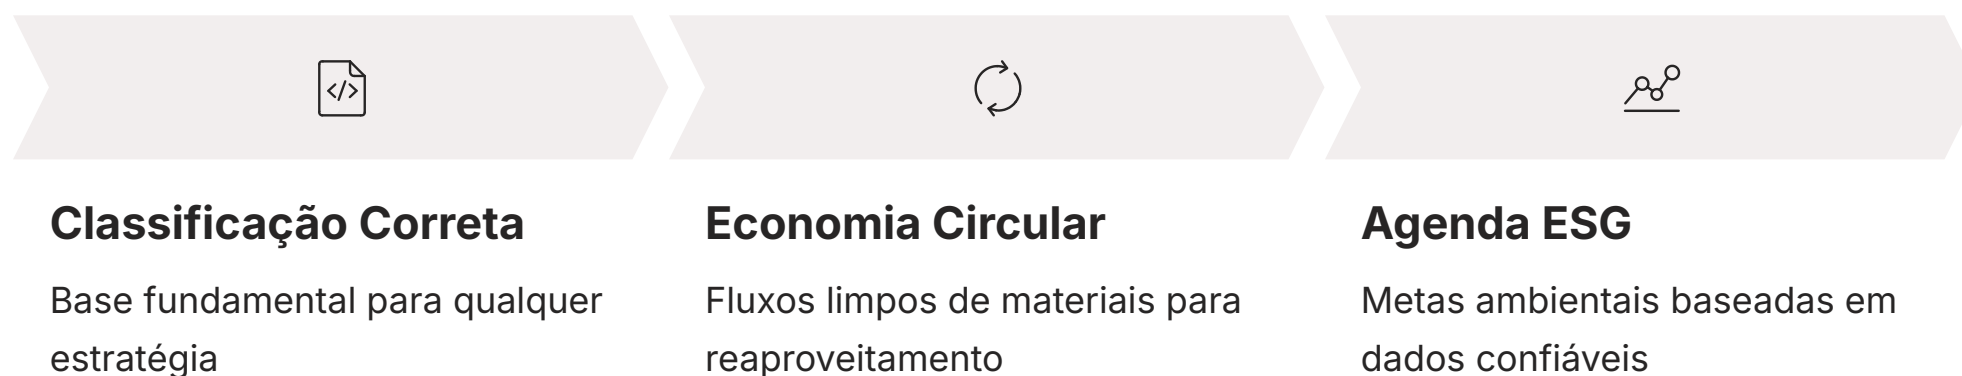 Classificação Correta
Base fundamental para qualquer
estratégia
Economia Circular
Fluxos limpos de materiais para
reaproveitamento
Agenda ESG
Metas ambientais baseadas em
dados confiáveis